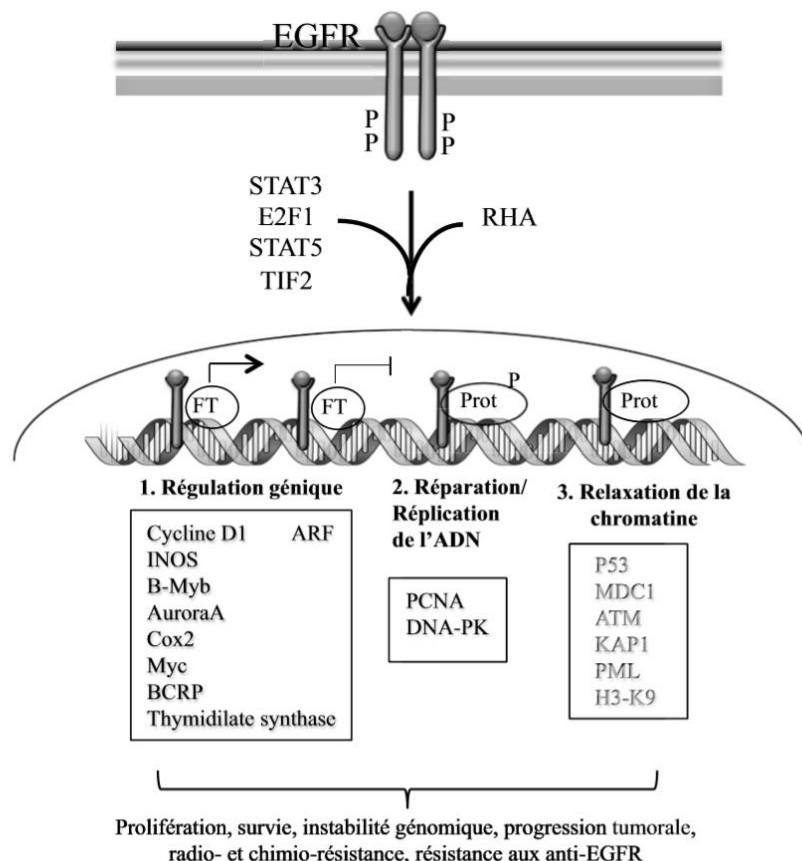 EGFR
P
P
P
P
STAT3
E2F1
STAT5
TIF2
RHA
FT
FT
Prot
P
Prot
1. Régulation génique
Cycline D1 ARF
INOS
B-Myb
AuroraA
Cox2
Myc
BCRP
Thymidilate synthase
2. Réparation/
Réplication
de l'ADN
PCNA
DNA-PK
3. Relaxation de la
chromatine
P53
MDC1
ATM
KAP1
PML
H3-K9
Prolifération, survie, instabilité génomique, progression tumorale,
radio- et chimio-résistance, résistance aux anti-EGFR